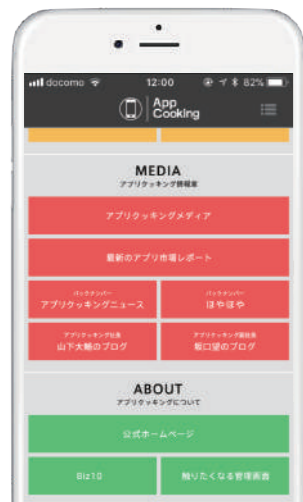 docomo 12:00 82%
App
Cooking
MEDIA
アプリクッキング情報室
アプリクッキングメディア
最新のアプリ市場レポート
バックナンバー
アプリクッキングニュース
バックナンバー
ほやほや
アプリクッキング社長
山下大輔のブログ
アプリクッキング副社長
坂口望のブログ
ABOUT
アプリクッキングについて
公式ホームページ
Biz10
触りたくなる管理画面